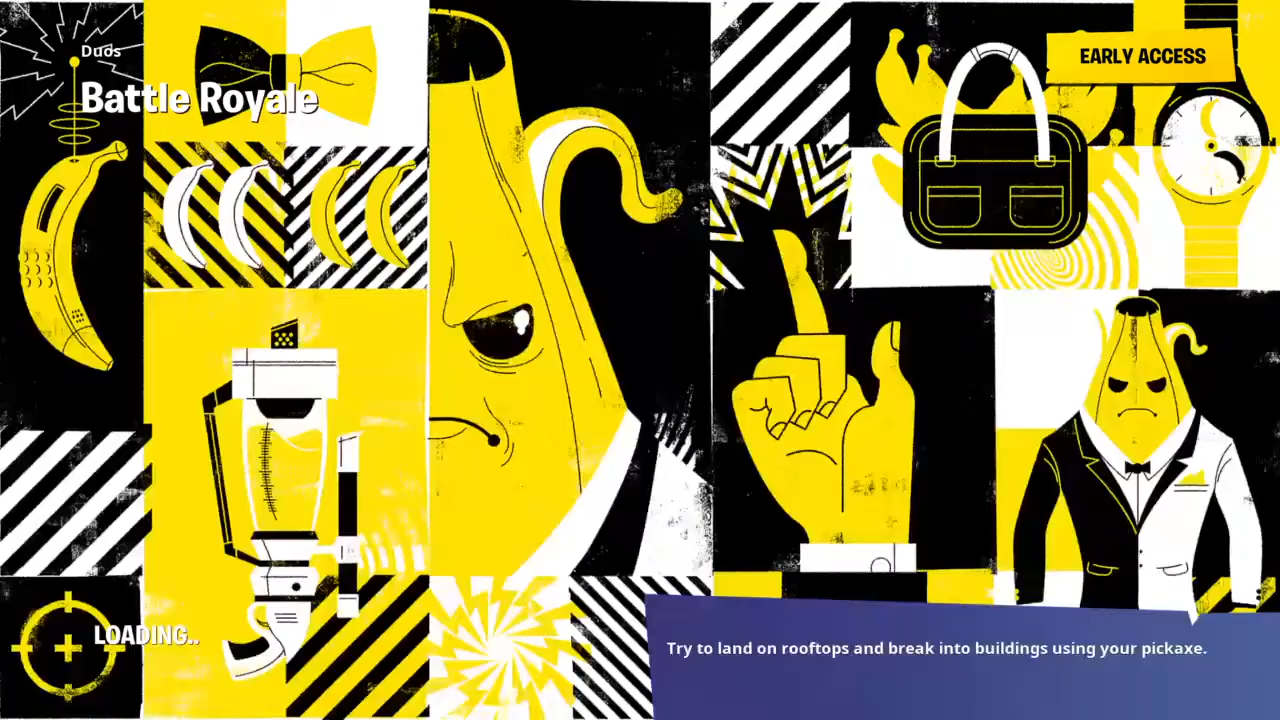 Duos
Battle Royale
EARLY ACCESS
LOADING..
Try to land on rooftops and break into buildings using your pickaxe.